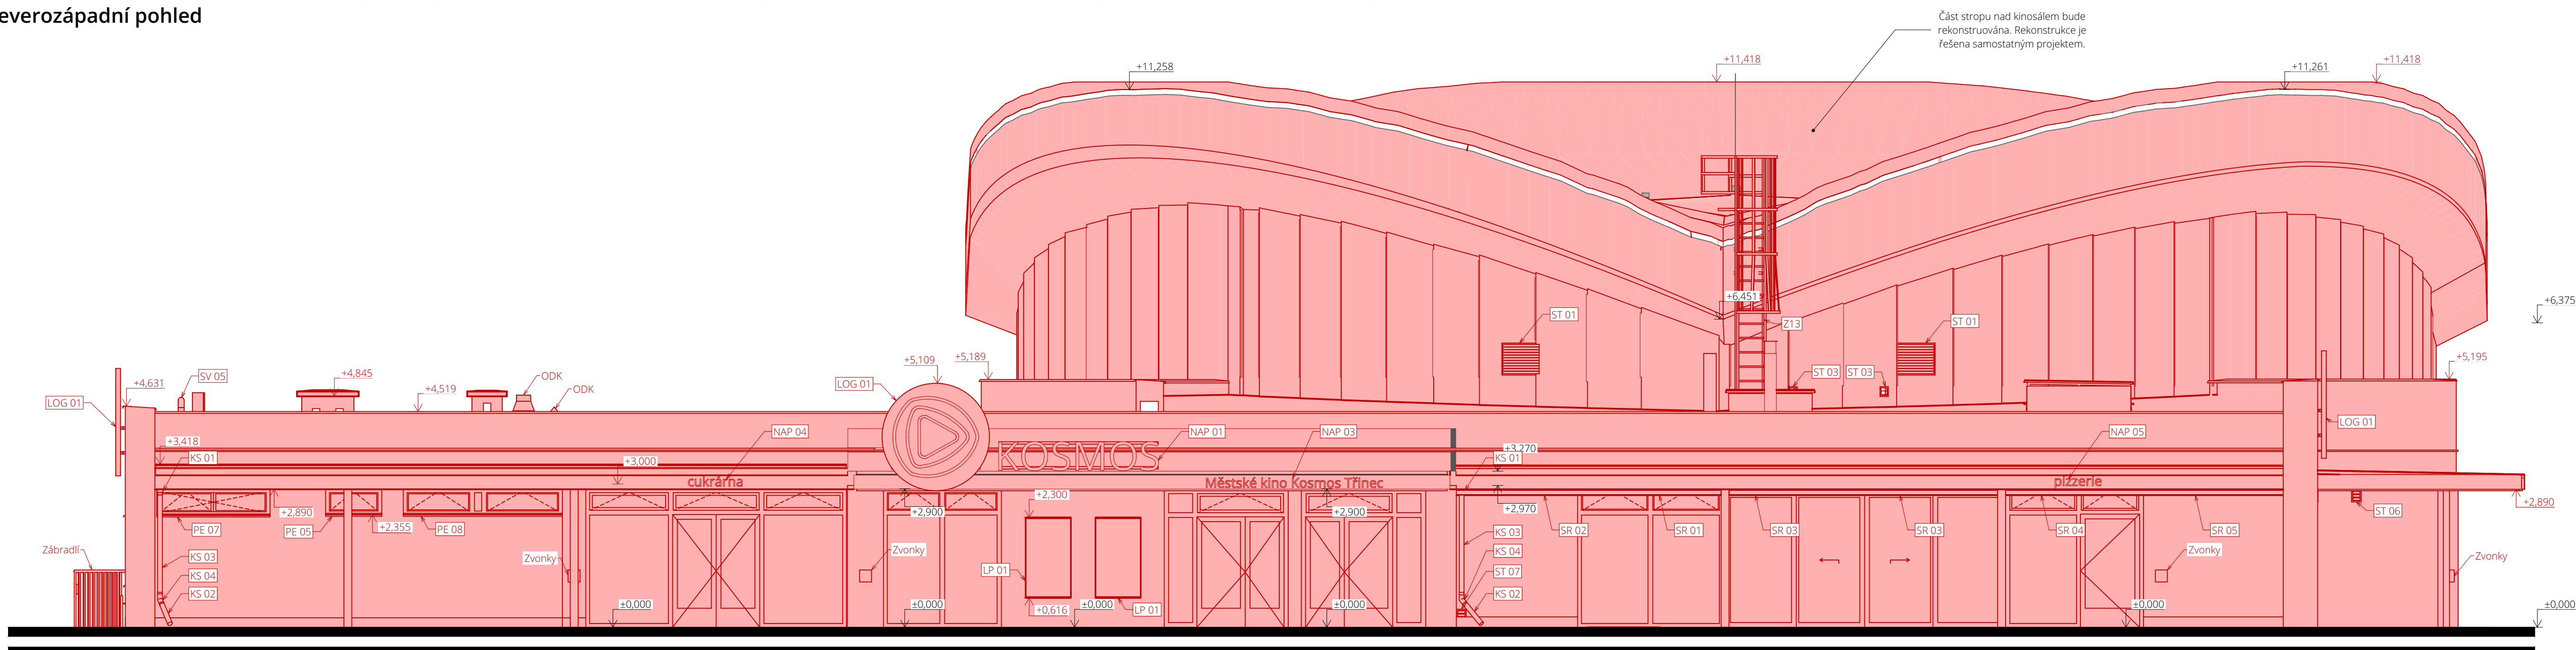 everozápadní pohled
Část stropu nad kinosálem bude
rekonstruována. Rekonstrukce je
řešena samostatným projektem.
+11,258
+11,418
+11,261
+11,418
+6,375
+6,451
ST 01
Z13
ST 01
+5,109
+5,189
+5,195
+4,631
SV 05
+4,845
+4,519
ODK
ODK
LOG 01
ST 03
ST 03
LOG 01
LOG 01
+3,418
NAP 04
NAP 01
NAP 03
NAP 05
KOSMOS
KS 01
+3,000
+3,270
KS 01
cukrárna
Městské kino Kosmos Třinec
pizzerie
+2,890
+2,900
+2,300
+2,900
+2,970
+2,890
ST 06
PE 07
PE 05
+2,355
PE 08
KS 03
SR 02
SR 01
SR 03
SR 03
SR 04
SR 05
Zábradlí
KS 03
Zvonky
Zvonky
KS 04
Zvonky
Zvonky
KS 04
LP 01
ST 07
KS 02
KS 02
±0,000
±0,000
+0,616
±0,000
LP 01
±0,000
±0,000
±0,000